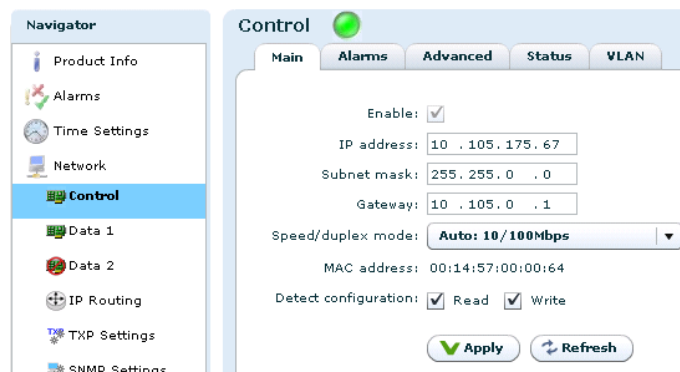 Navigator
Product Info
Alarms
Time Settings
Network
Control
Data 1
Data 2
IP Routing
TXP TXP Settings
SNMP Settings
Control
Main Alarms Advanced Status VLAN
Enable:
IP address: 10 . 105. 175. 67
Subnet mask: 255. 255. 0 . 0
Gateway: 10 . 105. 0 . 1
Speed/duplex mode: Auto: 10/100Mbps
MAC address: 00:14:57:00:00:64
Detect configuration: Read Write
Apply Refresh